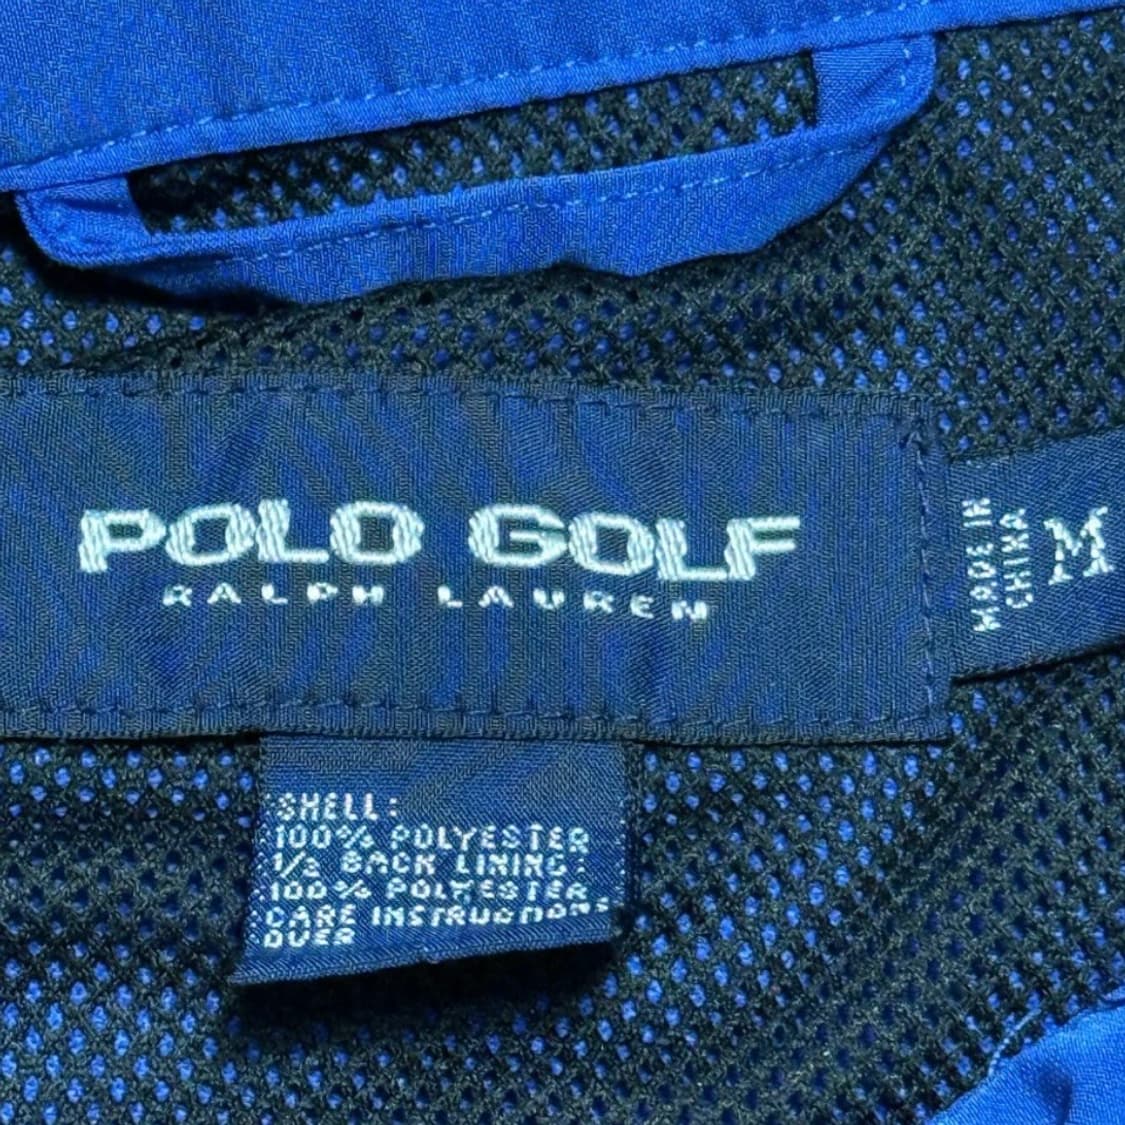 POLO GOLF
RALPH LAUREN
MADE IN
CHINA
M
SHELL:
100% POLYESTER
1/2 BACK LINING:
100% POLYESTER
CARE INSTRUCTIONS
OVER